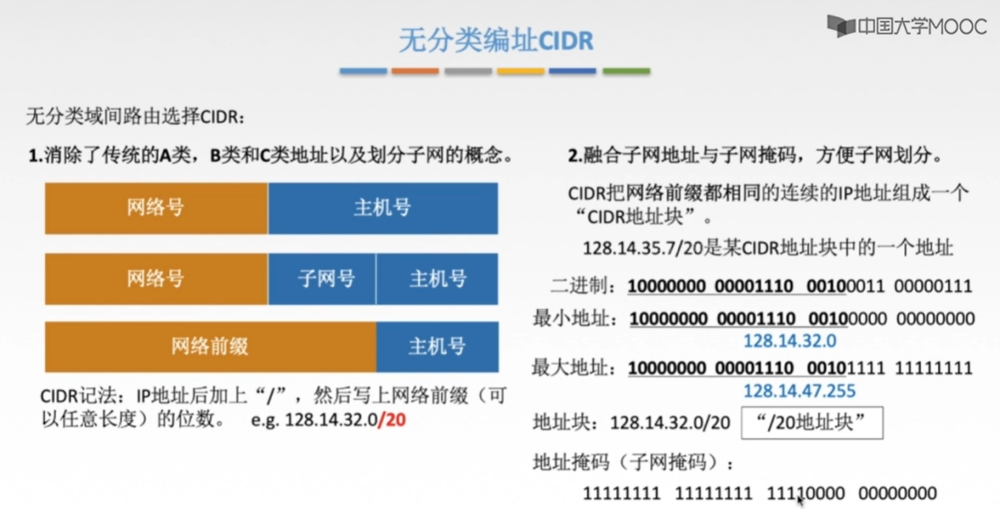 中国大学MOOC
无分类编址CIDR
无分类域间路由选择CIDR：
1.消除了传统的A类，B类和C类地址以及划分子网的概念。
网络号 主机号
网络号 子网号 主机号
网络前缀 主机号
CIDR记法：IP地址后加上“/”，然后写上网络前缀（可
以任意长度）的位数。 e.g. 128.14.32.0/20
2.融合子网地址与子网掩码，方便子网划分。
CIDR把网络前缀都相同的连续的IP地址组成一个
“CIDR地址块”。
128.14.35.7/20是某CIDR地址块中的一个地址
二进制：10000000 00001110 00100011 00000111
最小地址：10000000 00001110 00100000 00000000
128.14.32.0
最大地址：10000000 00001110 00101111 11111111
128.14.47.255
地址块：128.14.32.0/20 “/20地址块”
地址掩码（子网掩码）：
11111111 11111111 11110000 00000000